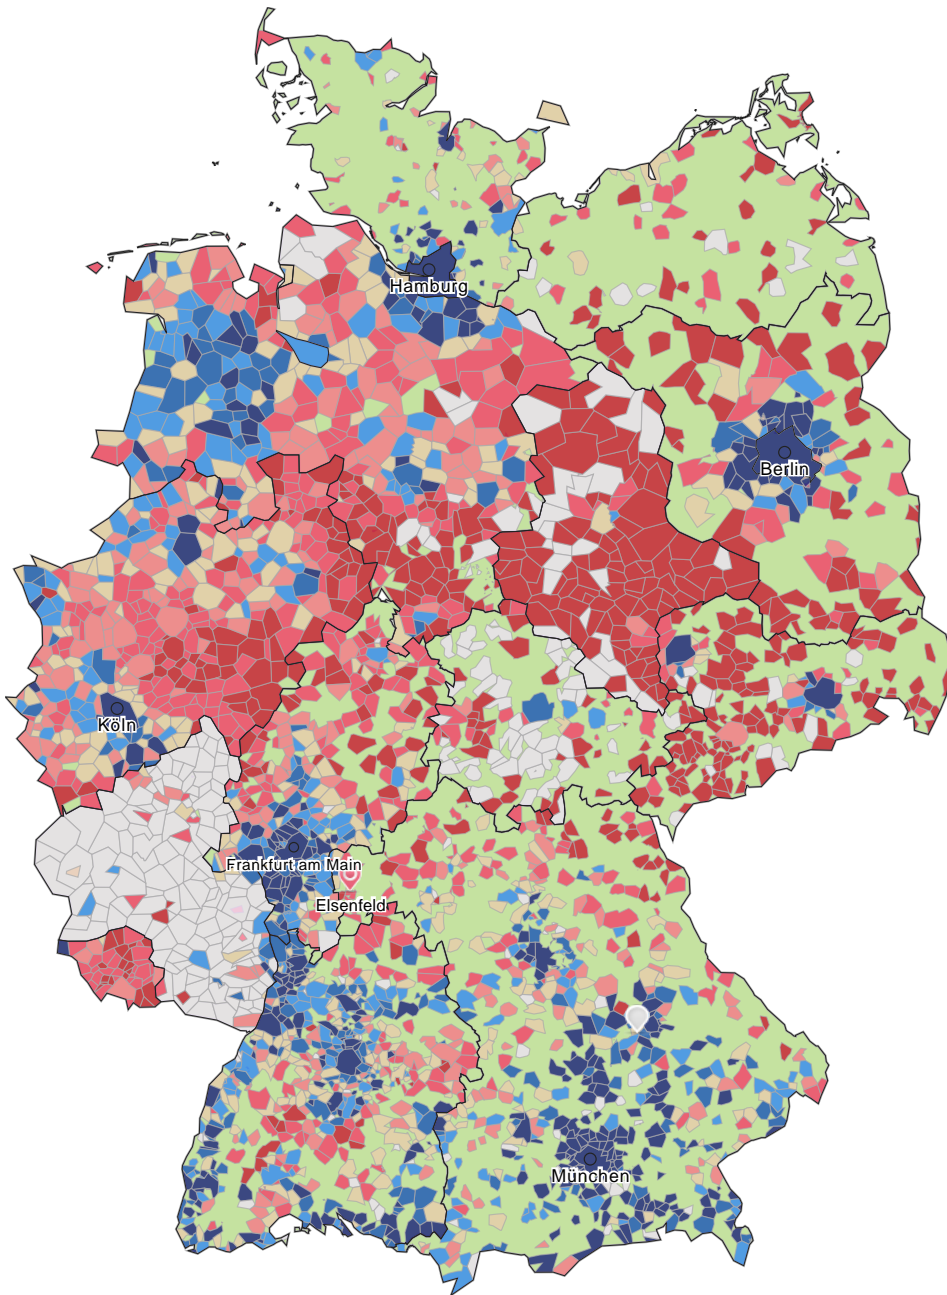 Hamburg
Berlin
Köln
Frankfurt am Main
Elsenfeld
München